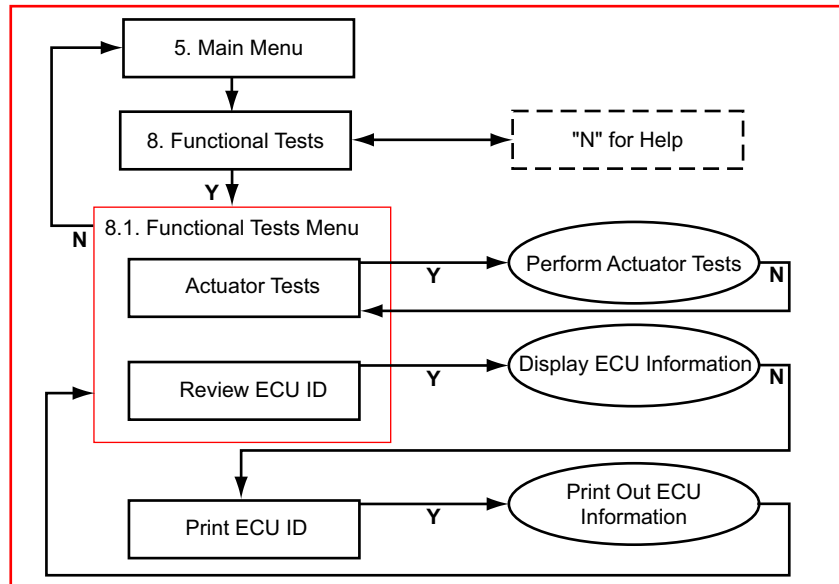 5. Main Menu
8. Functional Tests
"N" for Help
Y
N
8.1. Functional Tests Menu
Actuator Tests
Y
Perform Actuator Tests
N
Review ECU ID
Y
Display ECU Information
N
Print ECU ID
Y
Print Out ECU
Information